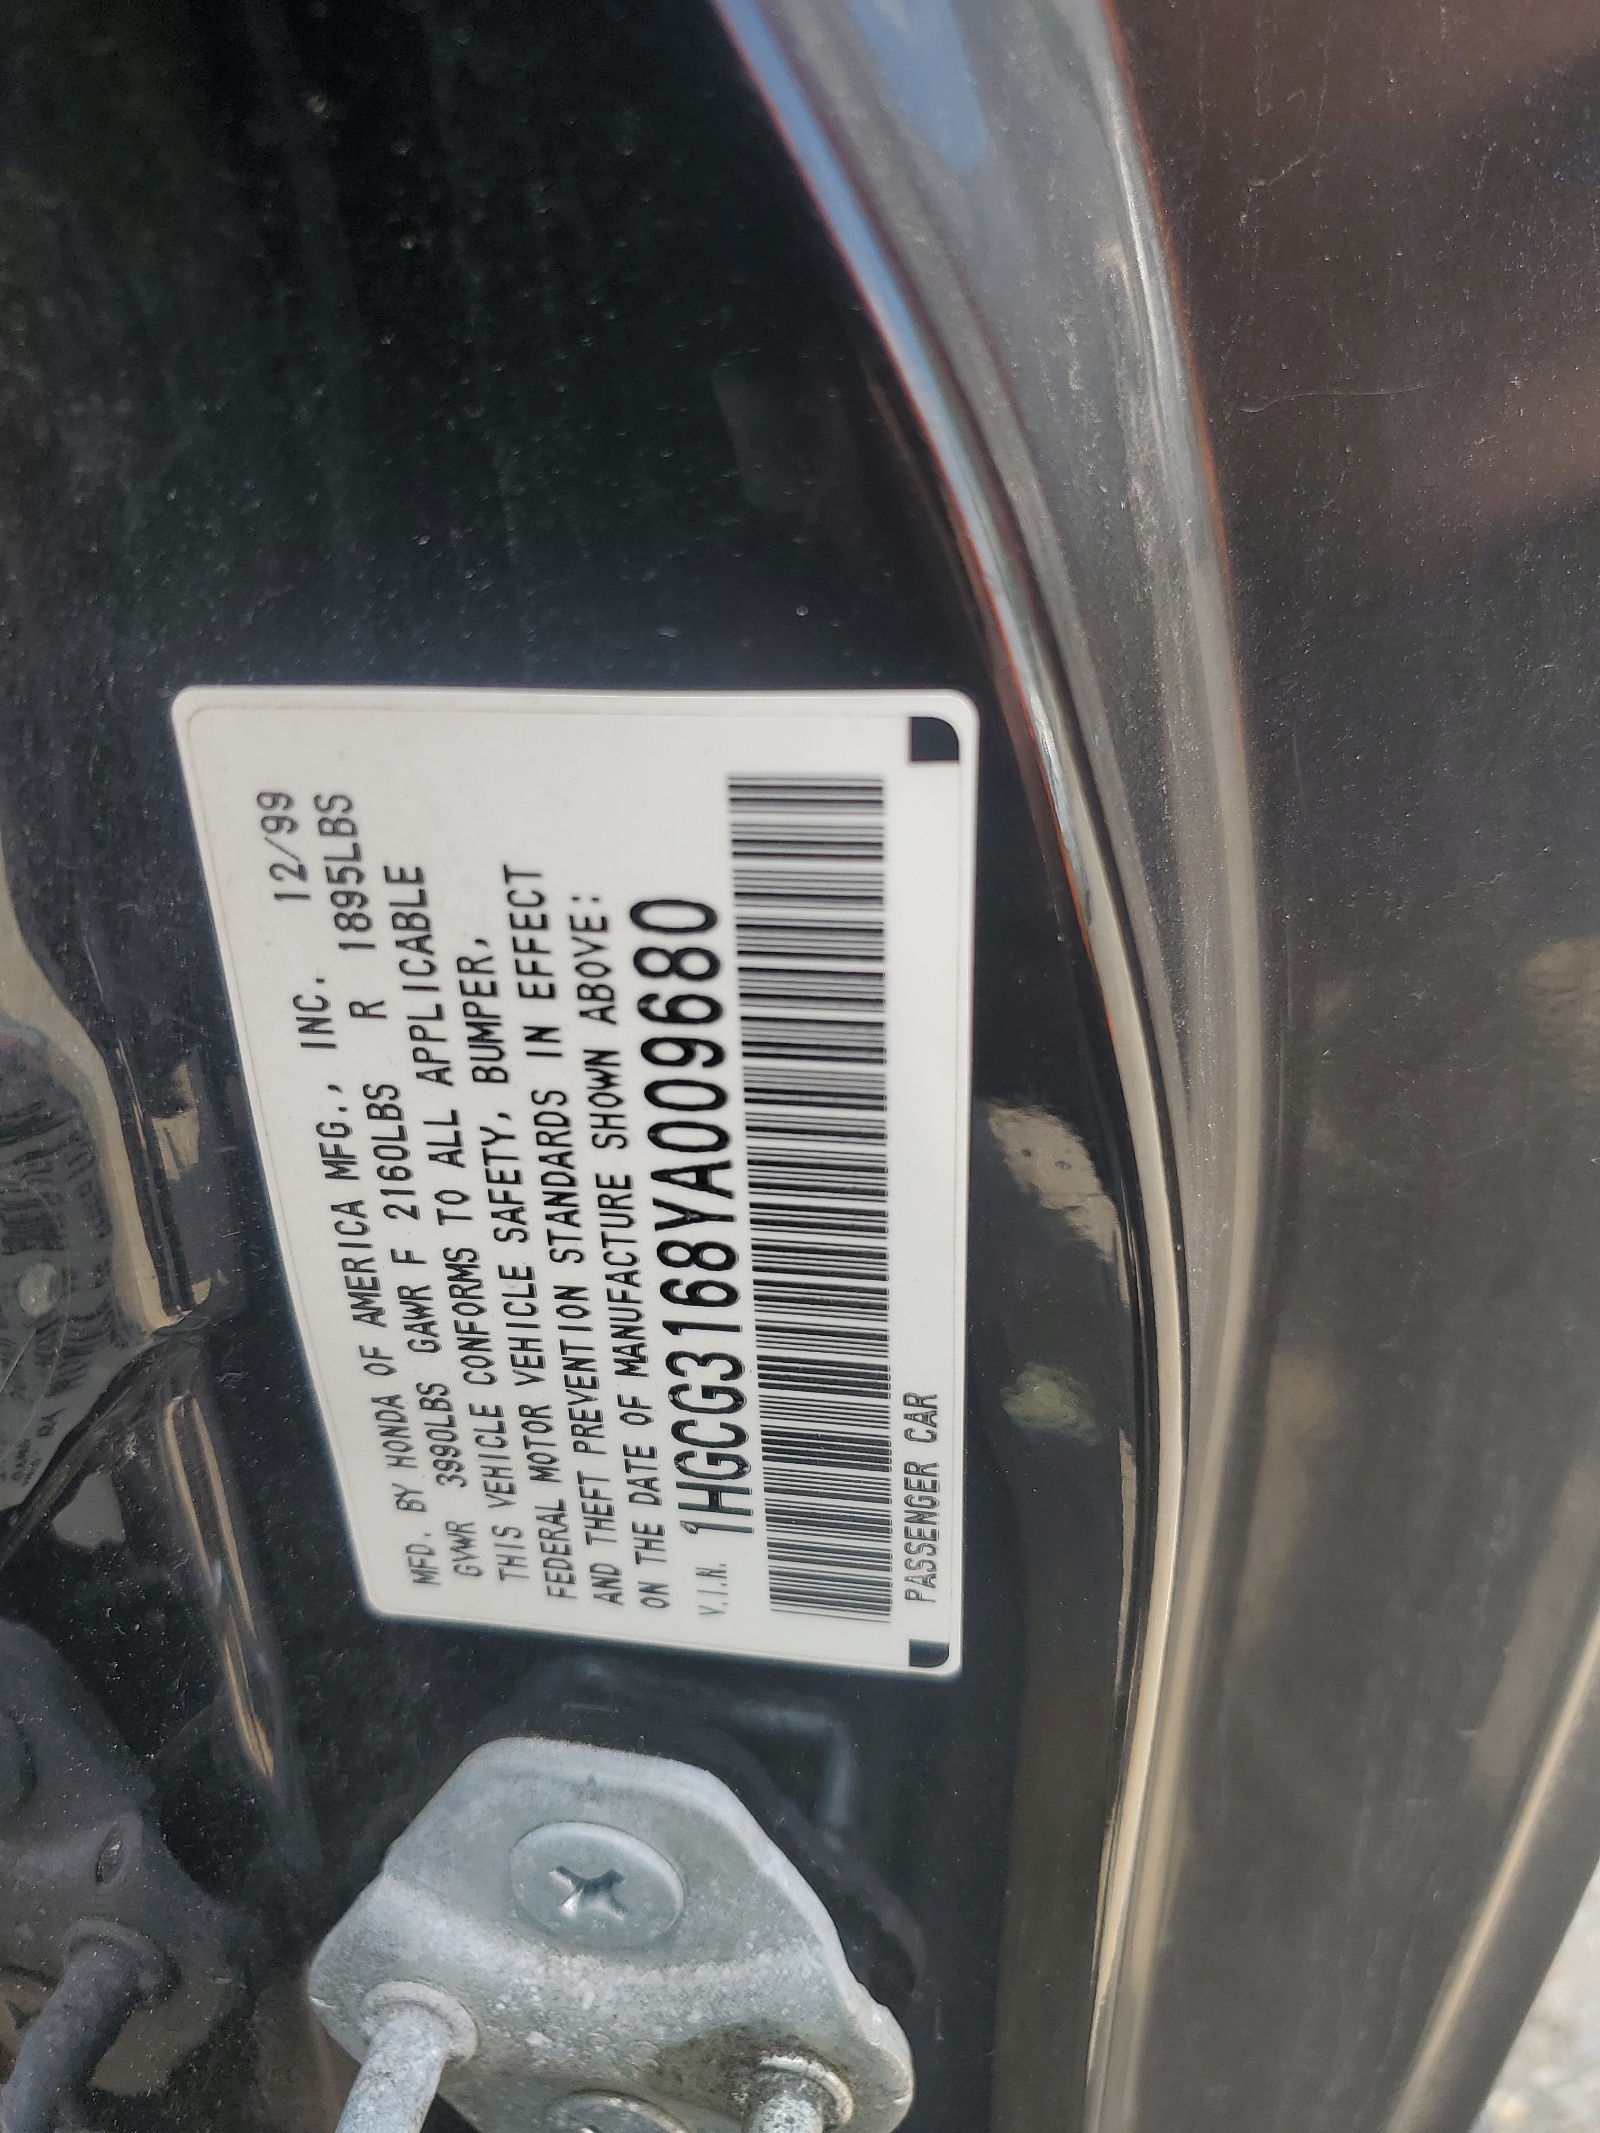 MFD. BY HONDA OF AMERICA MFG., INC. 12/99
GVWR 3990LBS GAWR F 2160LBS R 1895LBS
THIS VEHICLE CONFORMS TO ALL APPLICABLE
FEDERAL MOTOR VEHICLE SAFETY, BUMPER,
AND THEFT PREVENTION STANDARDS IN EFFECT
ON THE DATE OF MANUFACTURE SHOWN ABOVE:
V.I.N. 1HGCG3168YA009680
PASSENGER CAR